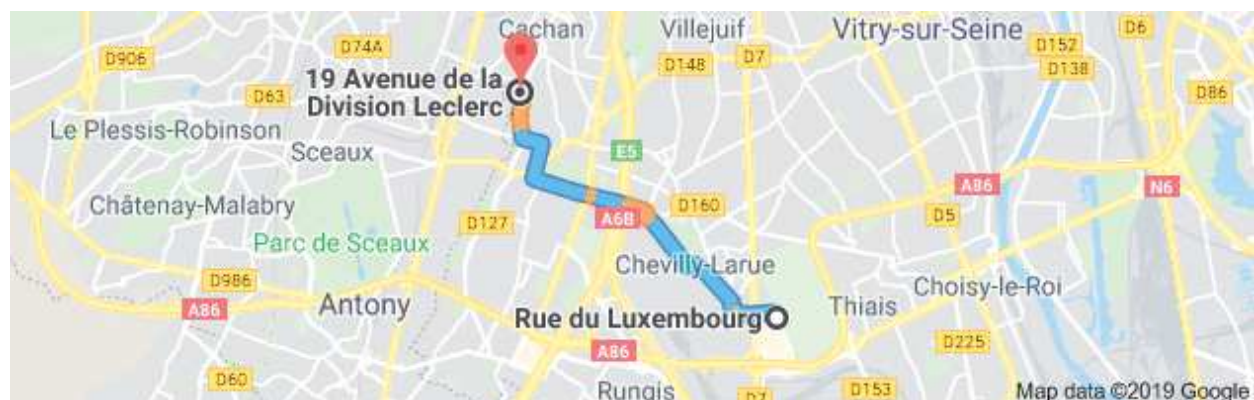 Cachan
Villejuif
Vitry-sur-Seine
D6
D906
D74A
D148
D7
D152
D138
D86
19 Avenue de la
Division Leclerc
D63
Le Plessis-Robinson
Sceaux
E5
A86
N6
Châtenay-Malabry
D127
A6B
D160
D5
Parc de Sceaux
Chevilly-Larue
D986
A86
Antony
Choisy-le-Roi
Thiais
Rue du Luxembourg
A86
D225
D60
Rungis
D7
D153
Map data ©2019 Google